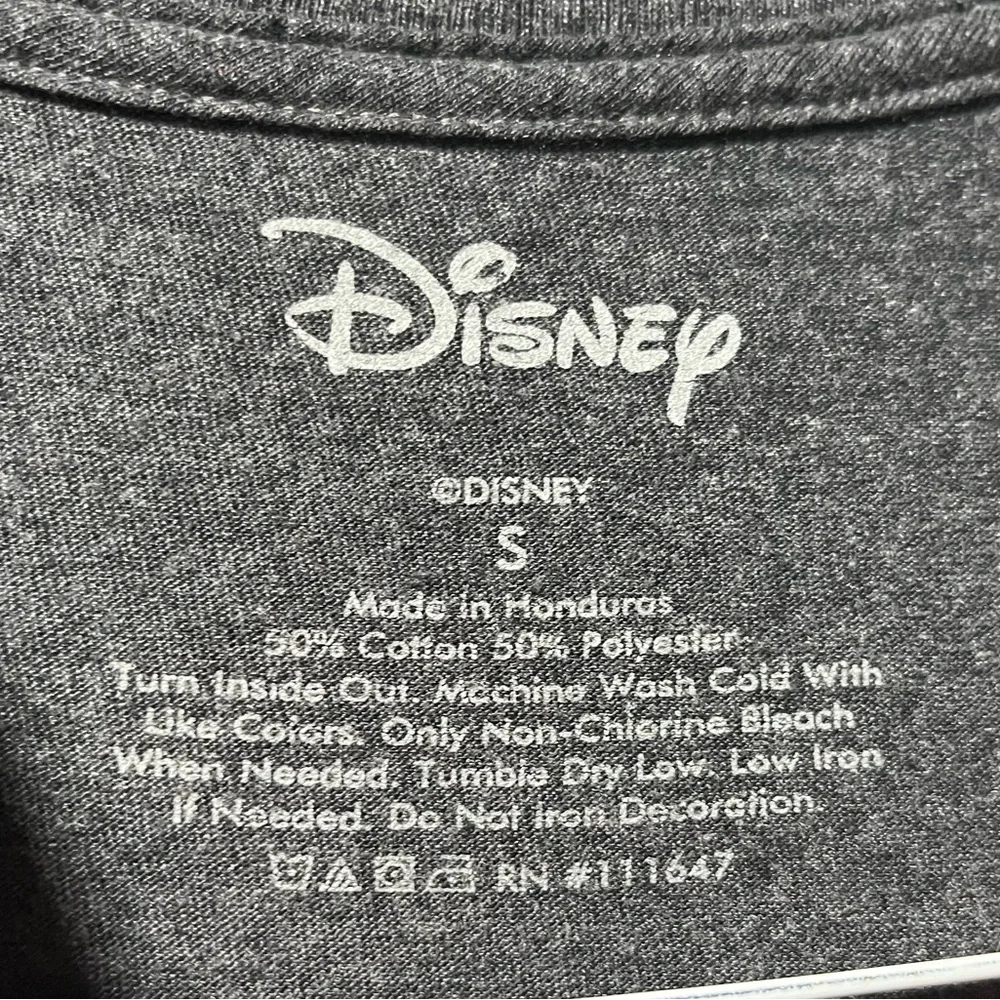 Disney
©DISNEY
S
Made in Honduras
50% Cotton 50% Polyester
Turn Inside Out. Machine Wash Cold With
Like Colors. Only Non-Chlorine Bleach
When Needed. Tumble Dry Low. Low Iron
If Needed. Do Not Iron Decoration.
RN #111647